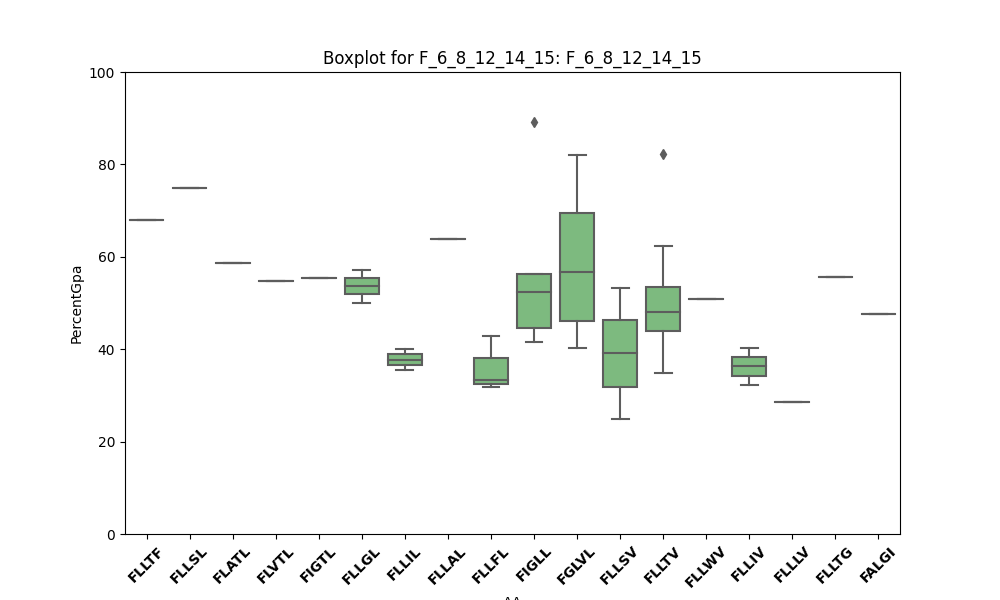 Boxplot for F_6_8_12_14_15: F_6_8_12_14_15
100
80
60
40
20
0
PercentGpa
FLLTF FLLSL FLATL FLVTL FIGTL FLLGL FLLIL FLLAL FLLFL FIGLL FGLVL FLLSV FLLTV FLLWV FLLIV FLLLV FLLTG FALGI
AA